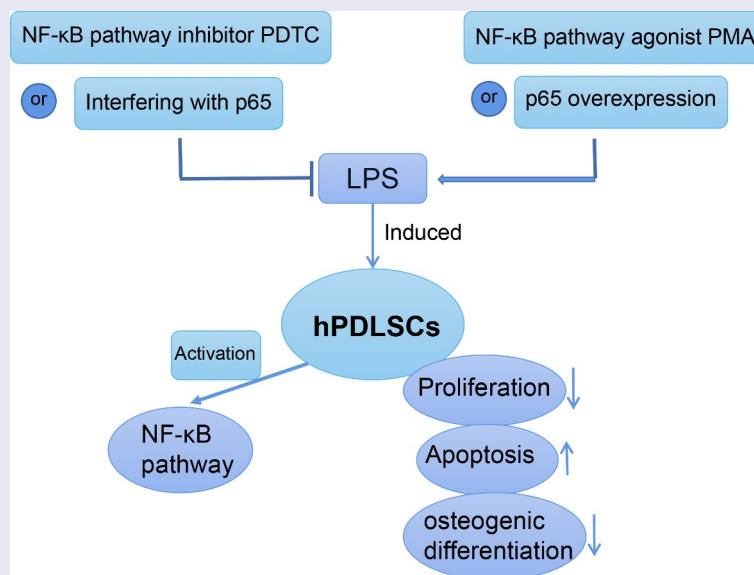 NF-κB pathway inhibitor PDTC
NF-κB pathway agonist PMA
or
Interfering with p65
or
p65 overexpression
LPS
Induced
hPDLSCs
Activation
Proliferation
NF-κB
pathway
Apoptosis
osteogenic
differentiation